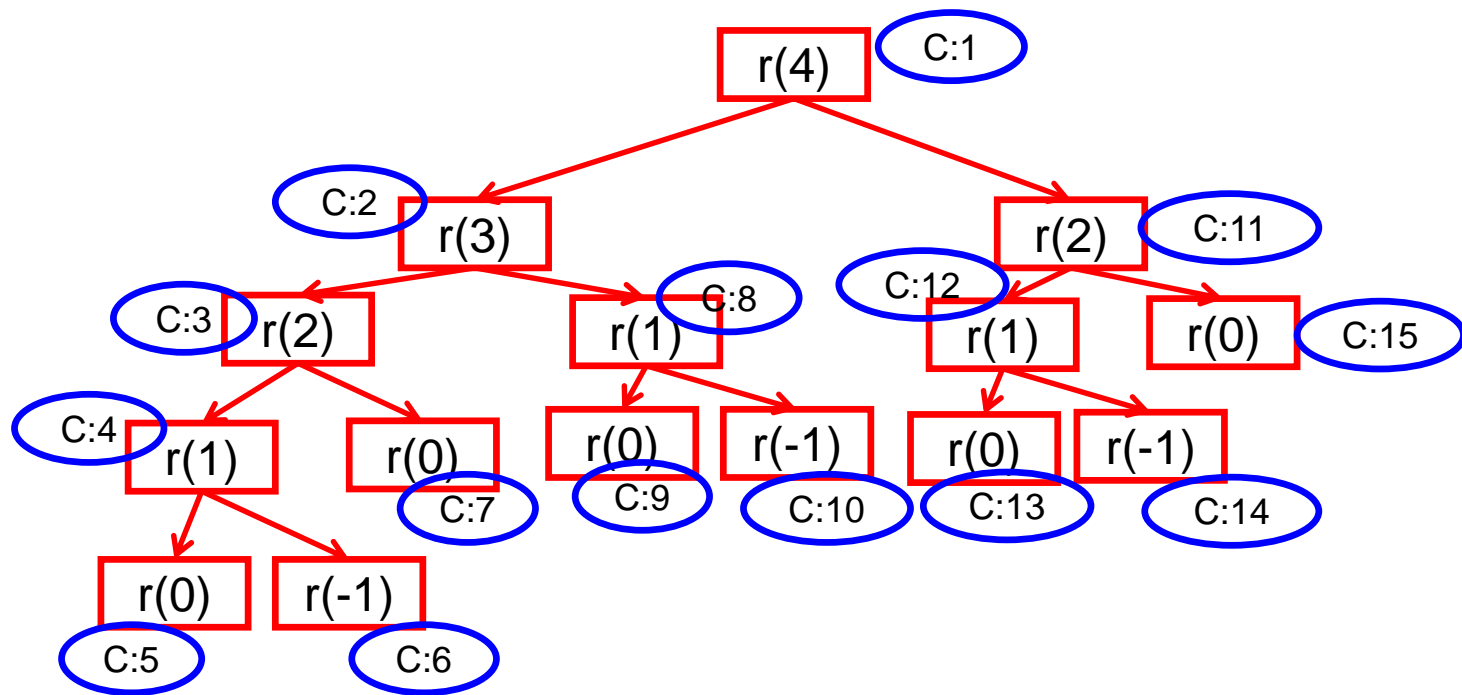 r(4)
C:1
C:2
r(3)
r(2)
C:11
C:3
r(2)
r(1)
C:8
C:12
r(1)
r(0)
C:15
C:4
r(1)
r(0)
C:7
r(0)
C:9
r(-1)
C:10
r(0)
C:13
r(-1)
C:14
r(0)
C:5
r(-1)
C:6